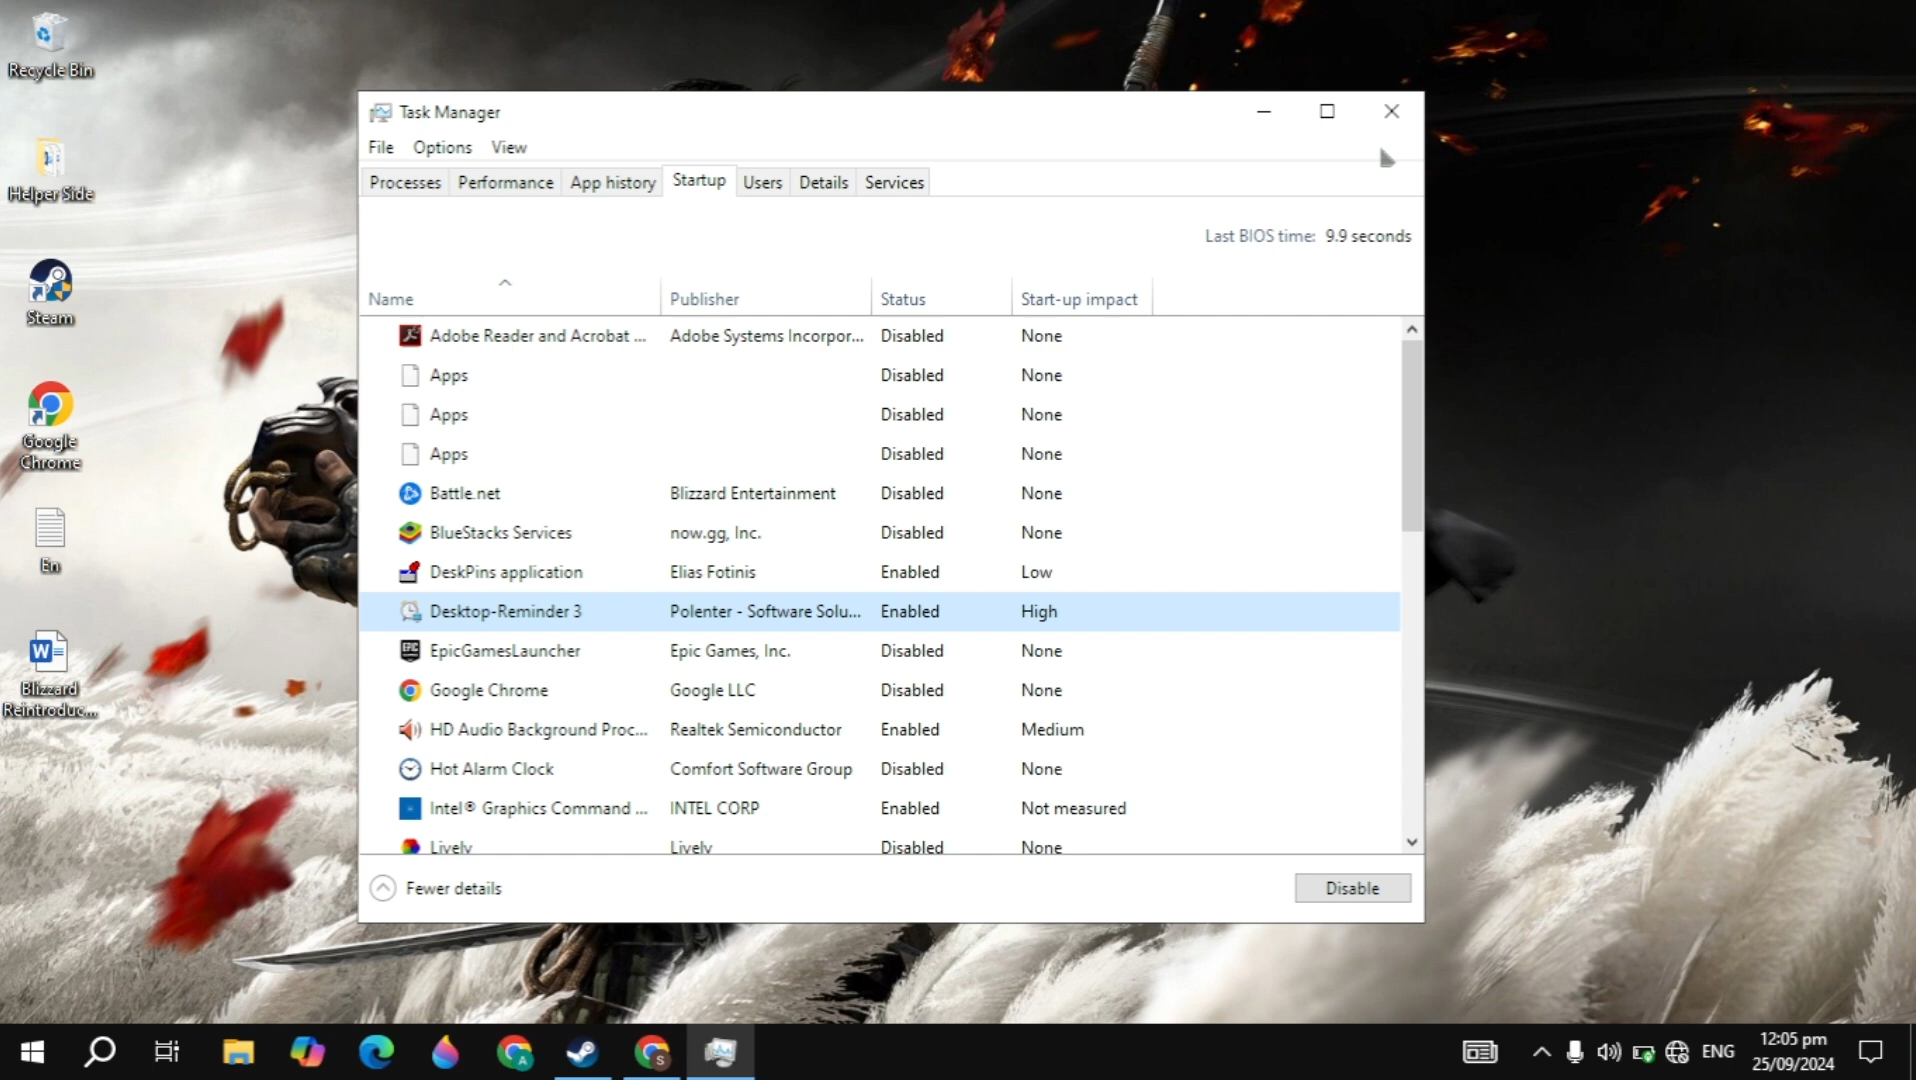 Recycle Bin
Helper Side
Steam
Google
Chrome
En
Blizzard
Reintroduc...
Task Manager
File Options View
Processes Performance App history Startup Users Details Services
Last BIOS time: 9.9 seconds
Name Publisher Status Start-up impact
Adobe Reader and Acrobat ... Adobe Systems Incorpor... Disabled None
Apps Disabled None
Apps Disabled None
Apps Disabled None
Battle.net Blizzard Entertainment Disabled None
BlueStacks Services now.gg, Inc. Disabled None
DeskPins application Elias Fotinis Enabled Low
Desktop-Reminder 3 Polenter - Software Solu... Enabled High
EpicGamesLauncher Epic Games, Inc. Disabled None
Google Chrome Google LLC Disabled None
HD Audio Background Proc... Realtek Semiconductor Enabled Medium
Hot Alarm Clock Comfort Software Group Disabled None
Intel® Graphics Command ... INTEL CORP Enabled Not measured
Lively Lively Disabled None
Fewer details Disable
ENG
12:05 pm
25/09/2024